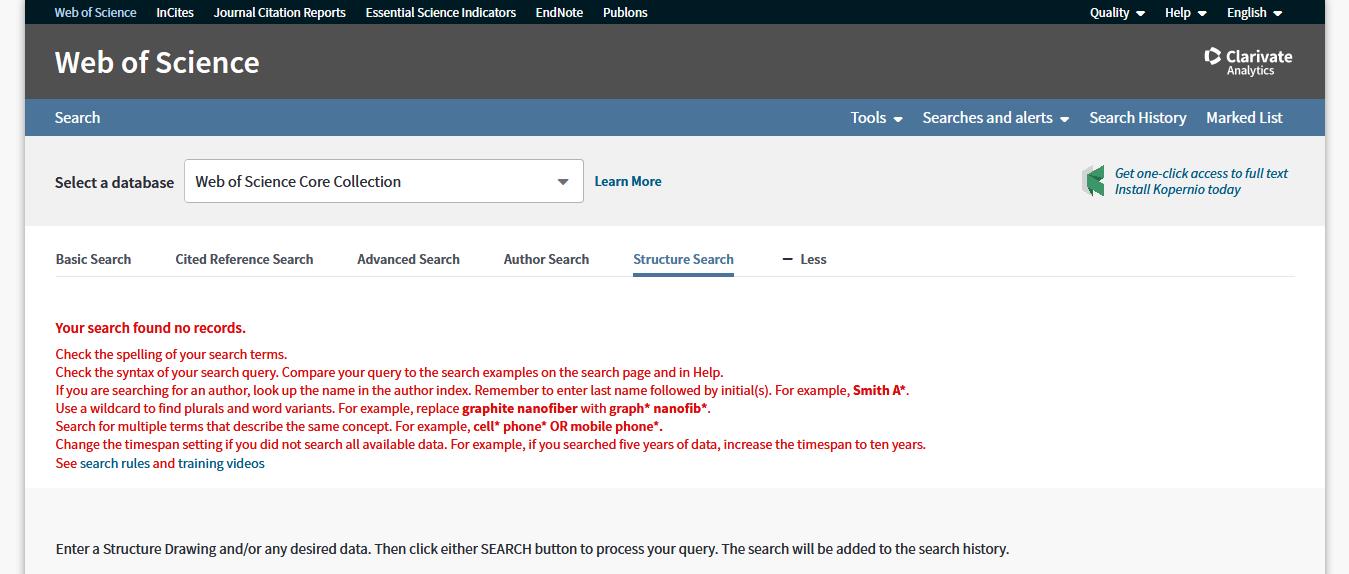 Web of Science InCites Journal Citation Reports Essential Science Indicators EndNote Publons Quality Help English
Web of Science
Clarivate
Analytics
Search Tools Searches and alerts Search History Marked List
Select a database Web of Science Core Collection Learn More
Get one-click access to full text
Install Kopernio today
Basic Search Cited Reference Search Advanced Search Author Search Structure Search − Less
Your search found no records.
Check the spelling of your search terms.
Check the syntax of your search query. Compare your query to the search examples on the search page and in Help.
If you are searching for an author, look up the name in the author index. Remember to enter last name followed by initial(s). For example, Smith A*.
Use a wildcard to find plurals and word variants. For example, replace graphite nanofiber with graph* nanofib*.
Search for multiple terms that describe the same concept. For example, cell* phone* OR mobile phone*.
Change the timespan setting if you did not search all available data. For example, if you searched five years of data, increase the timespan to ten years.
See search rules and training videos
Enter a Structure Drawing and/or any desired data. Then click either SEARCH button to process your query. The search will be added to the search history.